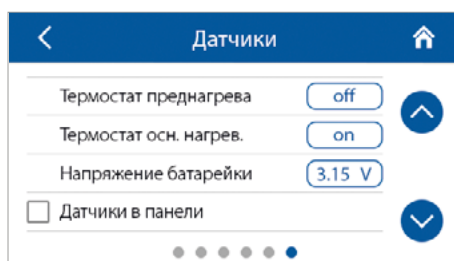 Датчики
Термостат преднагрева off
Термостат осн. нагрев. on
Напряжение батарейки 3.15 V
Датчики в панели